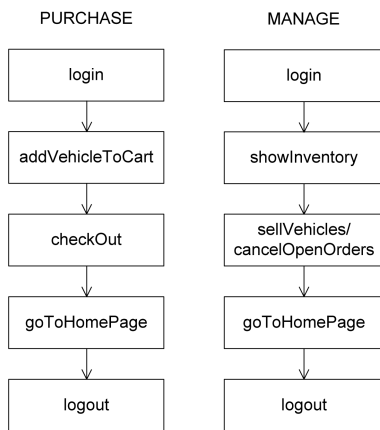 PURCHASE
login
addVehicleToCart
checkOut
goToHomePage
logout
MANAGE
login
showInventory
sellVehicles/
cancelOpenOrders
goToHomePage
logout